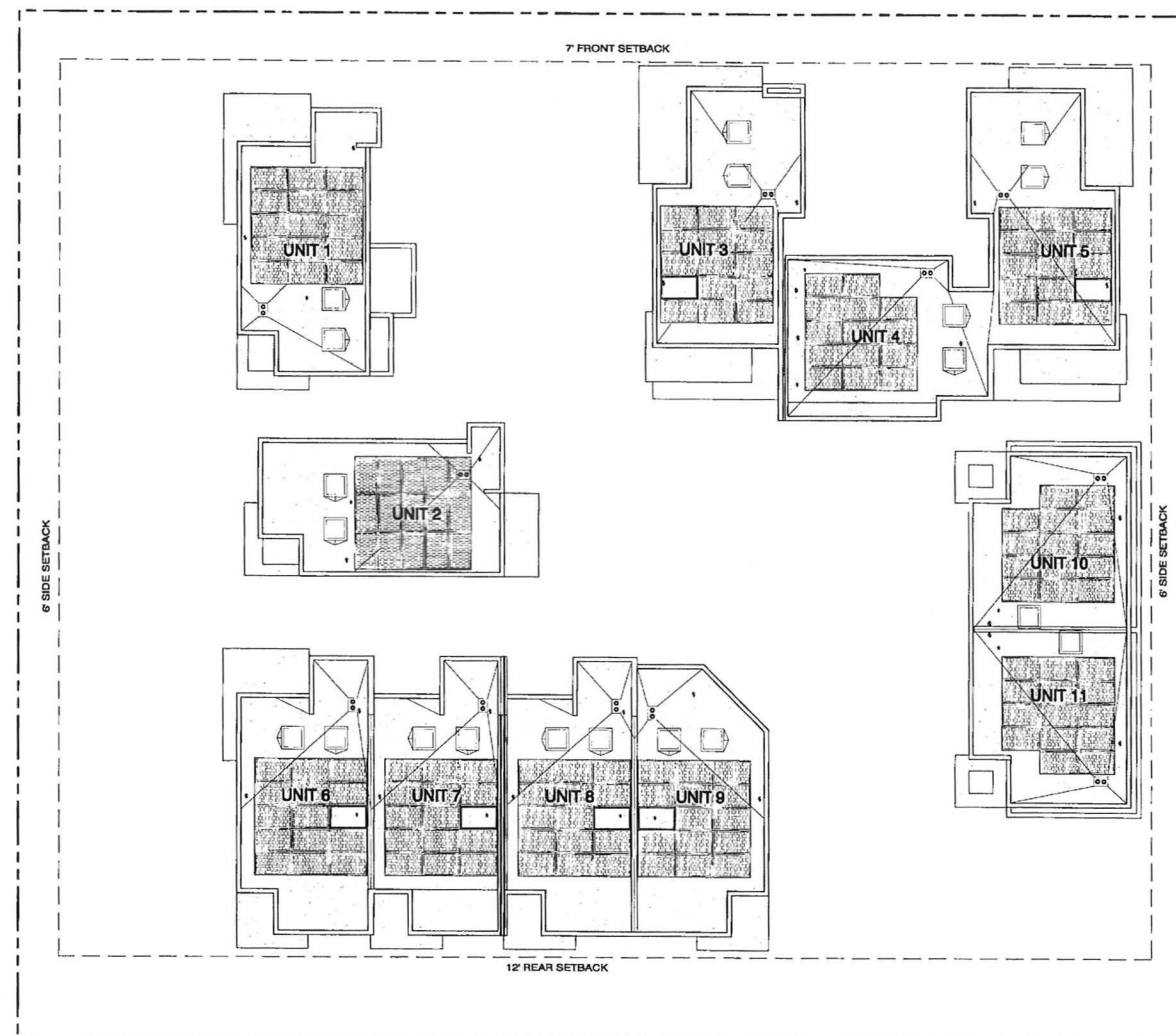 7' FRONT SETBACK
UNIT 1
UNIT 3
UNIT 5
UNIT 4
UNIT 2
6' SIDE SETBACK
6' SIDE SETBACK
UNIT 10
UNIT 11
UNIT 6
UNIT 7
UNIT 8
UNIT 9
12' REAR SETBACK